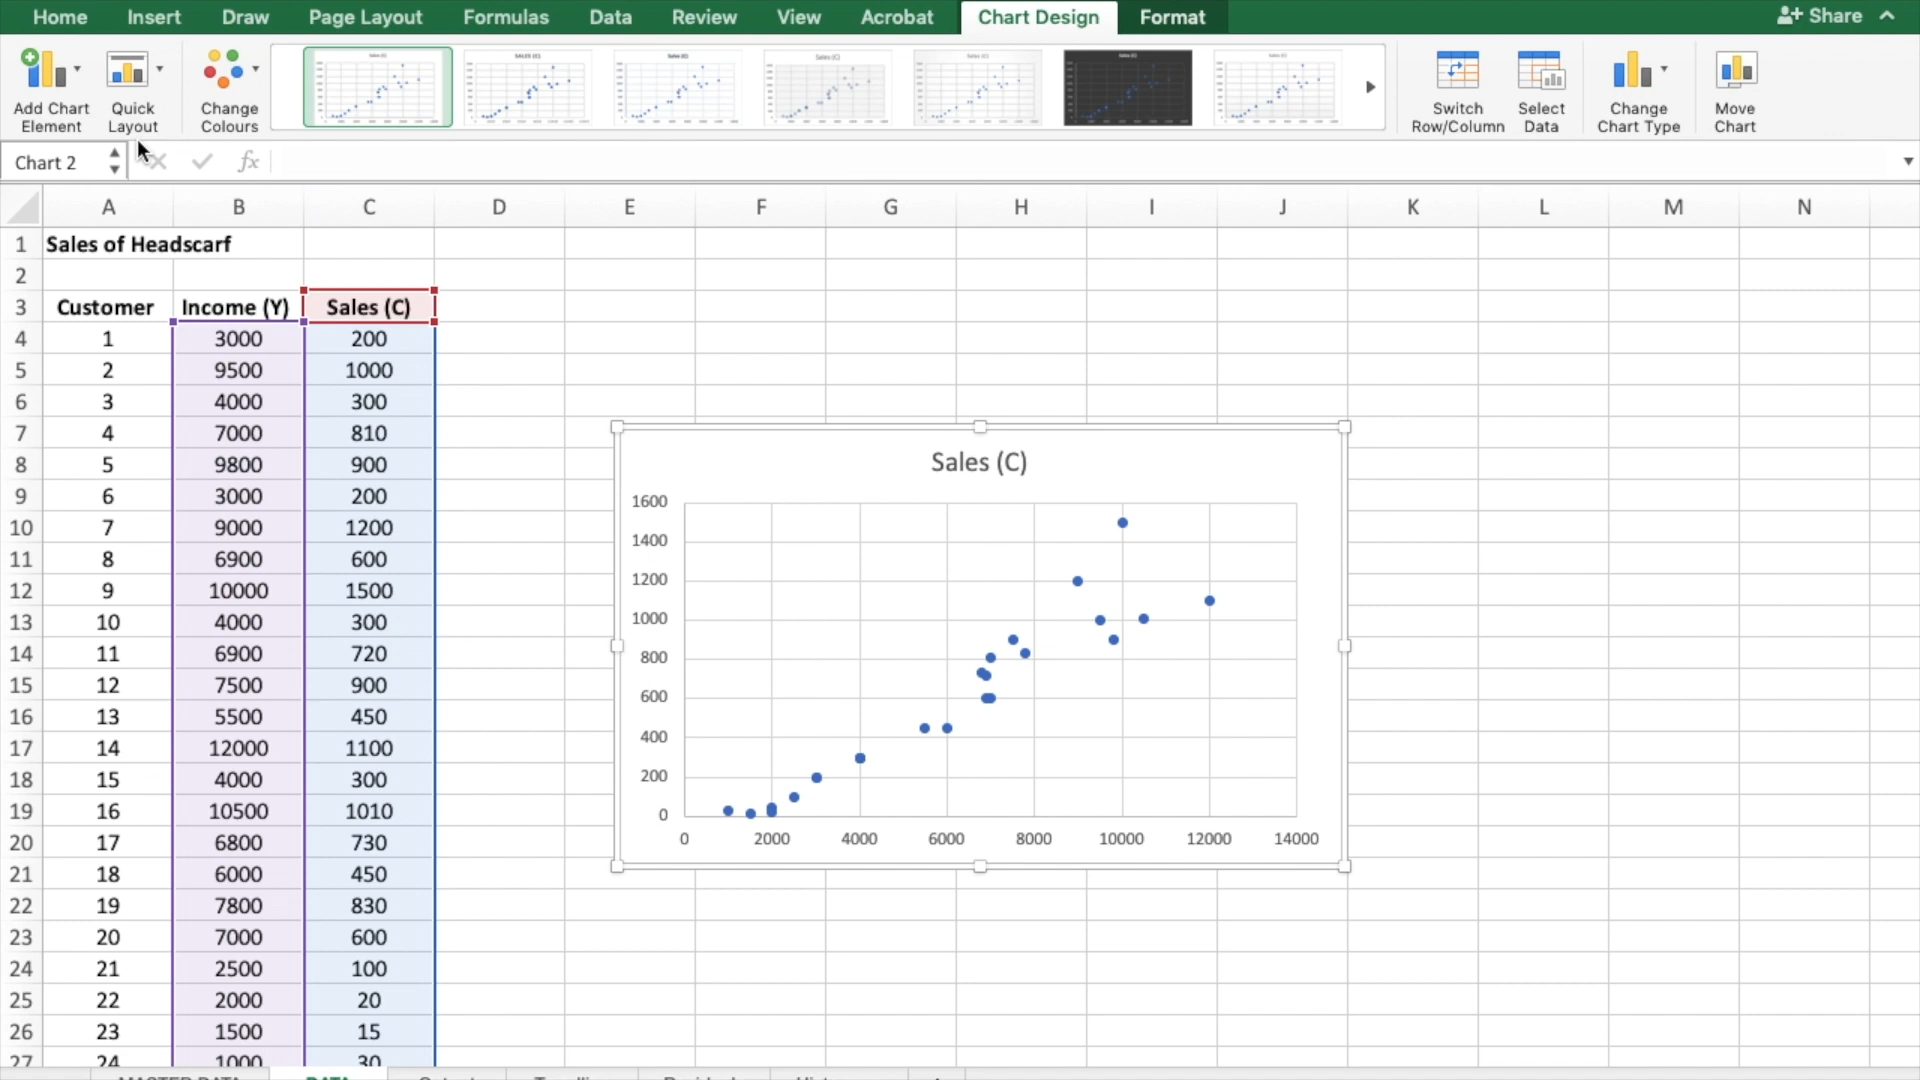 Home Insert Draw Page Layout Formulas Data Review View Acrobat Chart Design Format Share
Add Chart Element
Quick Layout
Change Colours
Switch Row/Column
Select Data
Change Chart Type
Move Chart
Chart 2 fx
A B C D E F G H I J K L M N
1 Sales of Headscarf
2
3 Customer Income (Y) Sales (C)
4 1 3000 200
5 2 9500 1000
6 3 4000 300
7 4 7000 810
8 5 9800 900
9 6 3000 200
10 7 9000 1200
11 8 6900 600
12 9 10000 1500
13 10 4000 300
14 11 6900 720
15 12 7500 900
16 13 5500 450
17 14 12000 1100
18 15 4000 300
19 16 10500 1010
20 17 6800 730
21 18 6000 450
22 19 7800 830
23 20 7000 600
24 21 2500 100
25 22 2000 20
26 23 1500 15
27 24 1000 30
Sales (C)
1600
1400
1200
1000
800
600
400
200
0
0 2000 4000 6000 8000 10000 12000 14000
MASTER DATA DATA